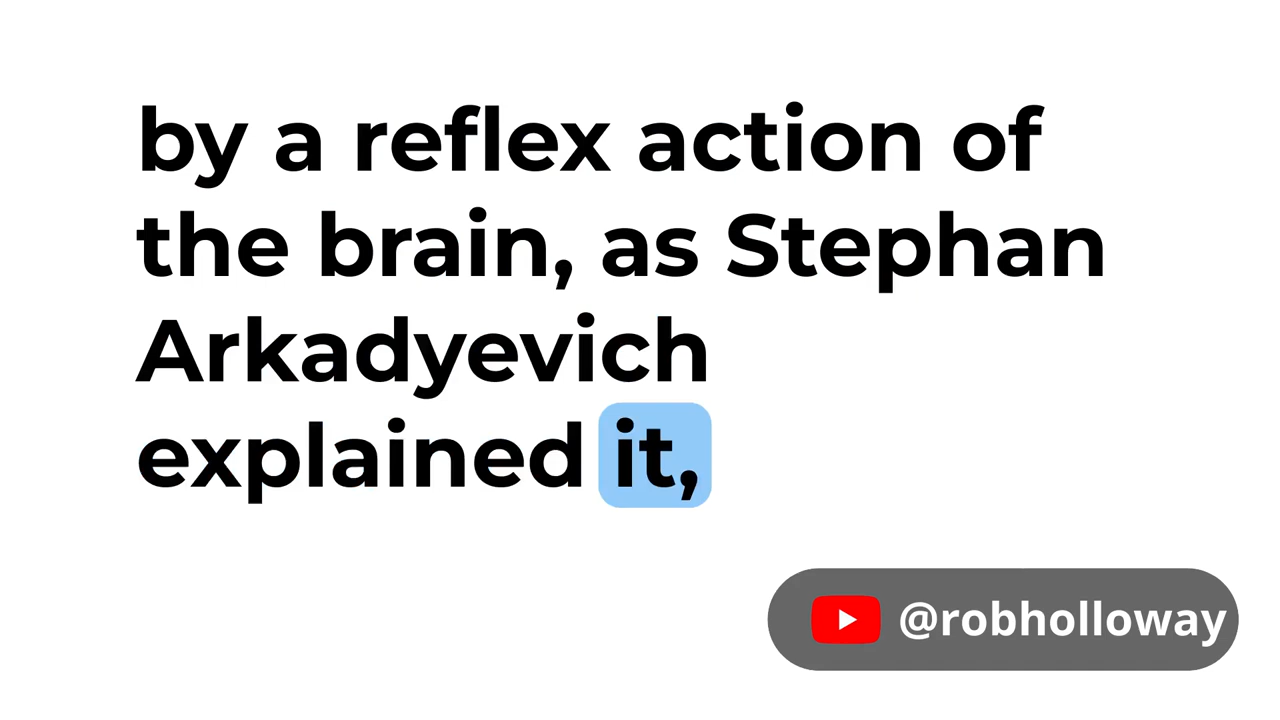 by a reflex action of
the brain, as Stephan
Arkadyevich
explained it,
@robholloway